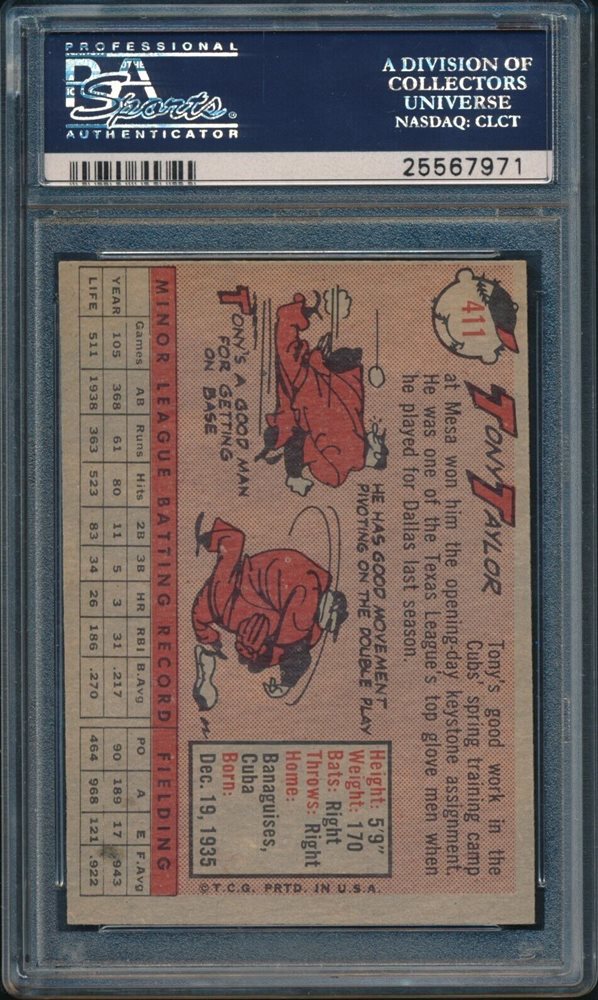 PROFESSIONAL
PSA
Sports
AUTHENTICATOR
A DIVISION OF
COLLECTORS
UNIVERSE
NASDAQ: CLCT
25567971
411
TONY TAYLOR
Tony's good work in the
Cubs' spring training camp
at Mesa won him the opening-day keystone assignment.
He was one of the Texas League's top glove men when
he played for Dallas last season.
HE HAS GOOD MOVEMENT
PIVOTING ON THE DOUBLE PLAY
TONY'S A GOOD MAN
FOR GETTING
ON BASE
Height: 5'9"
Weight: 170
Bats: Right
Throws: Right
Home:
Banaguises,
Cuba
Born:
Dec. 19, 1935
©T.C.G. PRTD. IN U.S.A.
MINOR LEAGUE BATTING RECORD FIELDING
Games AB Runs Hits 2B 3B HR RBI B.Avg PO A E F.Avg
YEAR 105 368 61 80 11 5 3 31 .217 90 189 17 .943
LIFE 511 1938 363 523 83 34 26 186 .270 464 968 121 .922